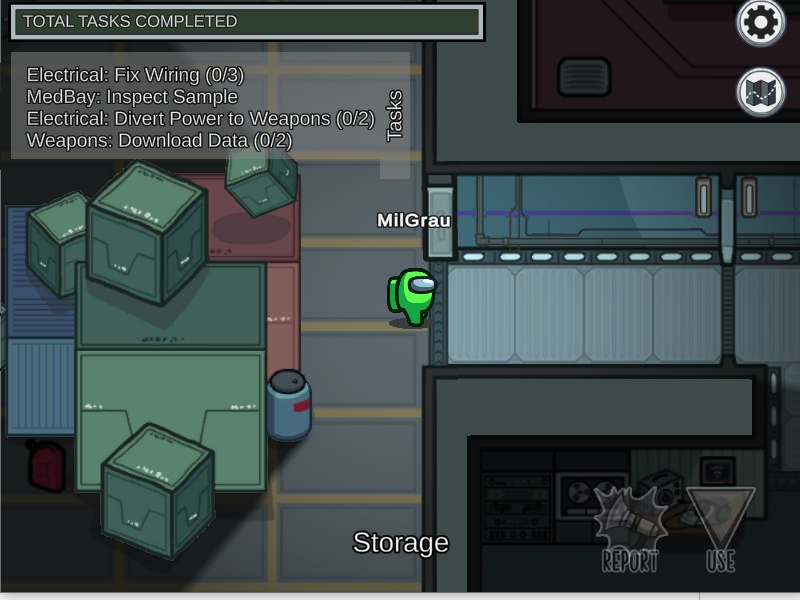 TOTAL TASKS COMPLETED
Electrical: Fix Wiring (0/3)
MedBay: Inspect Sample
Electrical: Divert Power to Weapons (0/2)
Weapons: Download Data (0/2)
Tasks
MilGrau
Storage
REPORT
USE